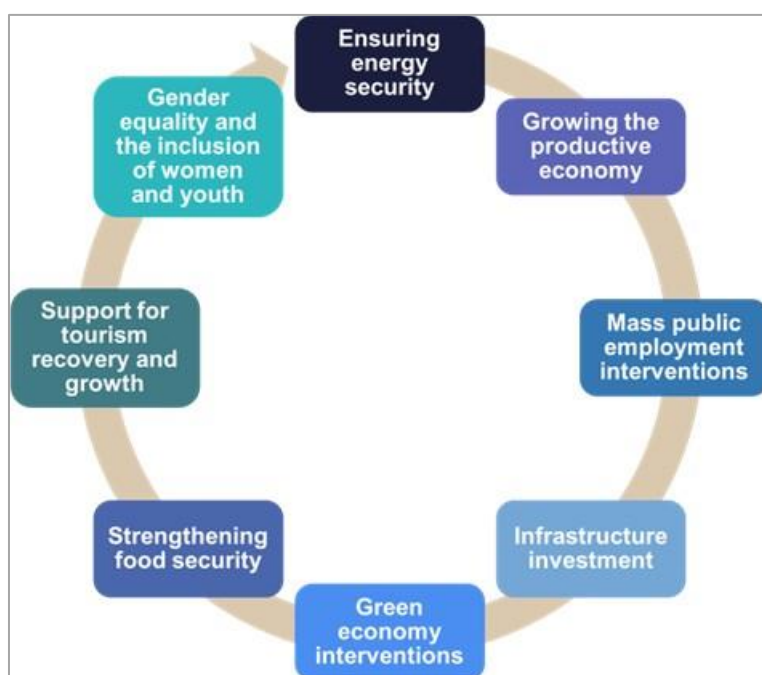 Ensuring
energy
security
Growing the
productive
economy
Mass public
employment
interventions
Infrastructure
investment
Green
economy
interventions
Strengthening
food security
Support for
tourism
recovery and
growth
Gender
equality and
the inclusion
of women
and youth